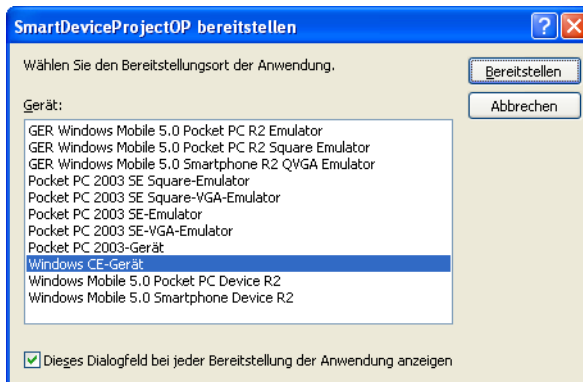 SmartDeviceProjectOP bereitstellen
Wählen Sie den Bereitstellungsort der Anwendung.
Bereitstellen
Abbrechen
Gerät:
GER Windows Mobile 5.0 Pocket PC R2 Emulator
GER Windows Mobile 5.0 Pocket PC R2 Square Emulator
GER Windows Mobile 5.0 Smartphone R2 QVGA Emulator
Pocket PC 2003 SE Square-Emulator
Pocket PC 2003 SE Square-VGA-Emulator
Pocket PC 2003 SE-Emulator
Pocket PC 2003 SE-VGA-Emulator
Pocket PC 2003-Gerät
Windows CE-Gerät
Windows Mobile 5.0 Pocket PC Device R2
Windows Mobile 5.0 Smartphone Device R2
Dieses Dialogfeld bei jeder Bereitstellung der Anwendung anzeigen